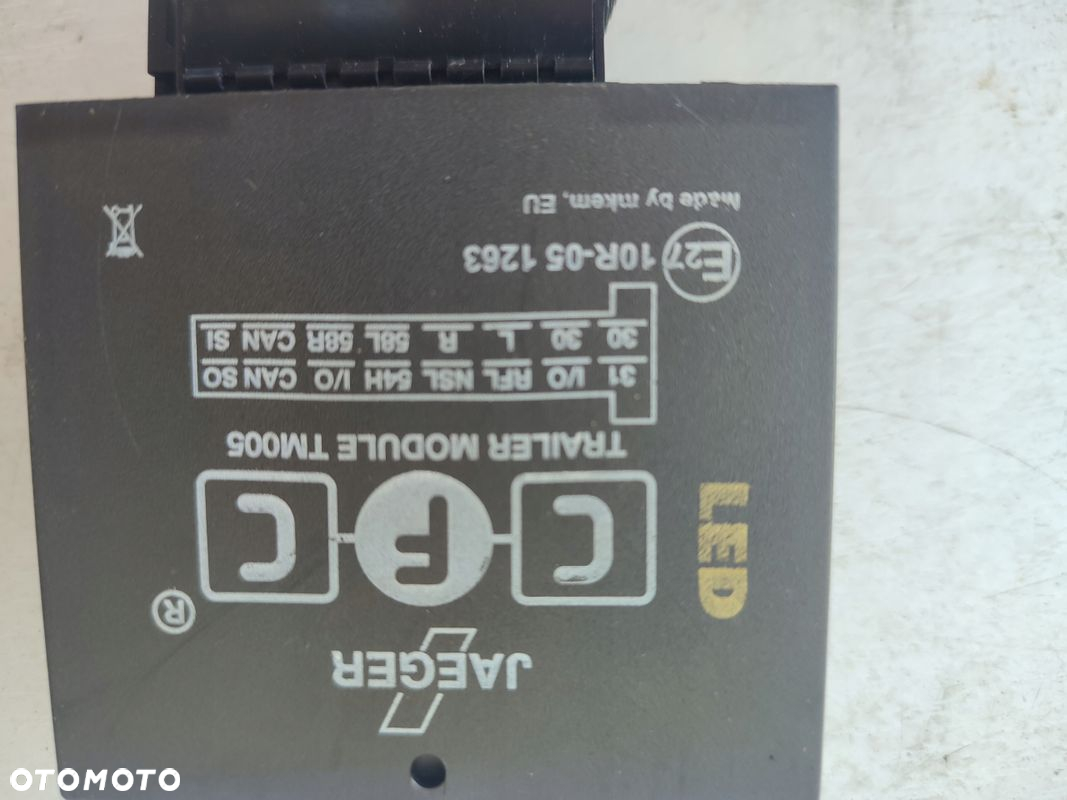 JAEGER
®
C F C
LED
TRAILER MODULE TM005
31 I/O RFL NSL 54H I/O CAN SO
30 30 L R 58L 58R CAN SI
E27 10R-05 1263
Made by mkem, EU
OTOMOTO